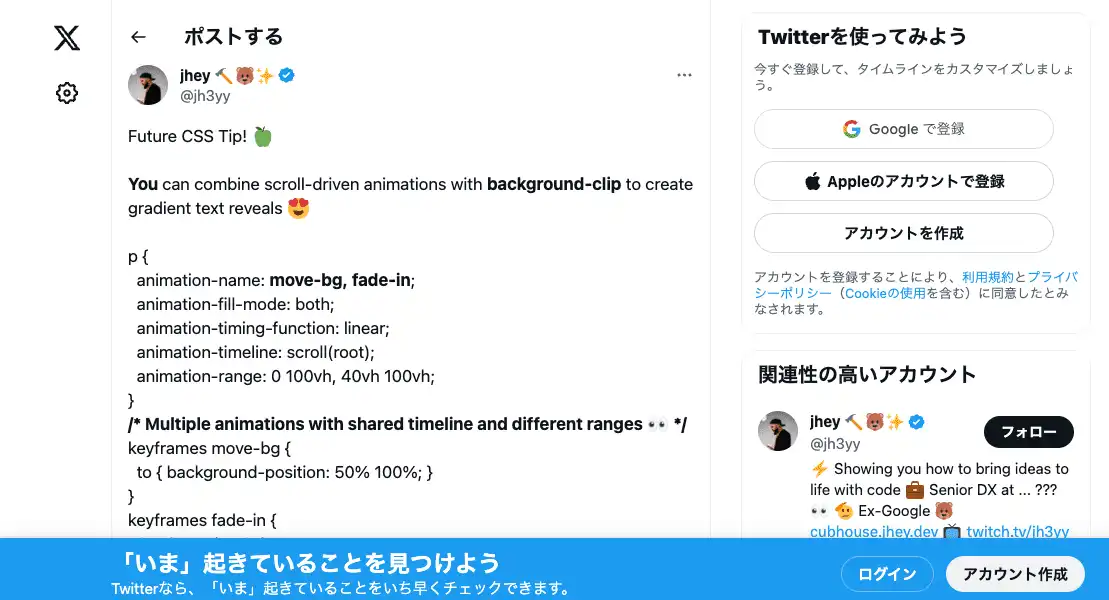 ポストする
jhey 🔨🐻✨
@jh3yy
Future CSS Tip! 🍏
You can combine scroll-driven animations with background-clip to create
gradient text reveals 😍
p {
animation-name: move-bg, fade-in;
animation-fill-mode: both;
animation-timing-function: linear;
animation-timeline: scroll(root);
animation-range: 0 100vh, 40vh 100vh;
}
/* Multiple animations with shared timeline and different ranges 👀 */
keyframes move-bg {
to { background-position: 50% 100%; }
}
keyframes fade-in {
Twitterを使ってみよう
今すぐ登録して、タイムラインをカスタマイズしましょ
う。
Google で登録
Appleのアカウントで登録
アカウントを作成
アカウントを登録することにより、利用規約とプライバ
シーポリシー（Cookieの使用を含む）に同意したとみ
なされます。
関連性の高いアカウント
jhey 🔨🐻✨
@jh3yy
フォロー
⚡ Showing you how to bring ideas to
life with code 💼 Senior DX at ... ???
👀 🫡 Ex-Google 🐻
cubhouse.jhey.dev 📺 twitch.tv/jh3yy
「いま」起きていることを見つけよう
Twitterなら、「いま」起きていることをいち早くチェックできます。
ログイン
アカウント作成